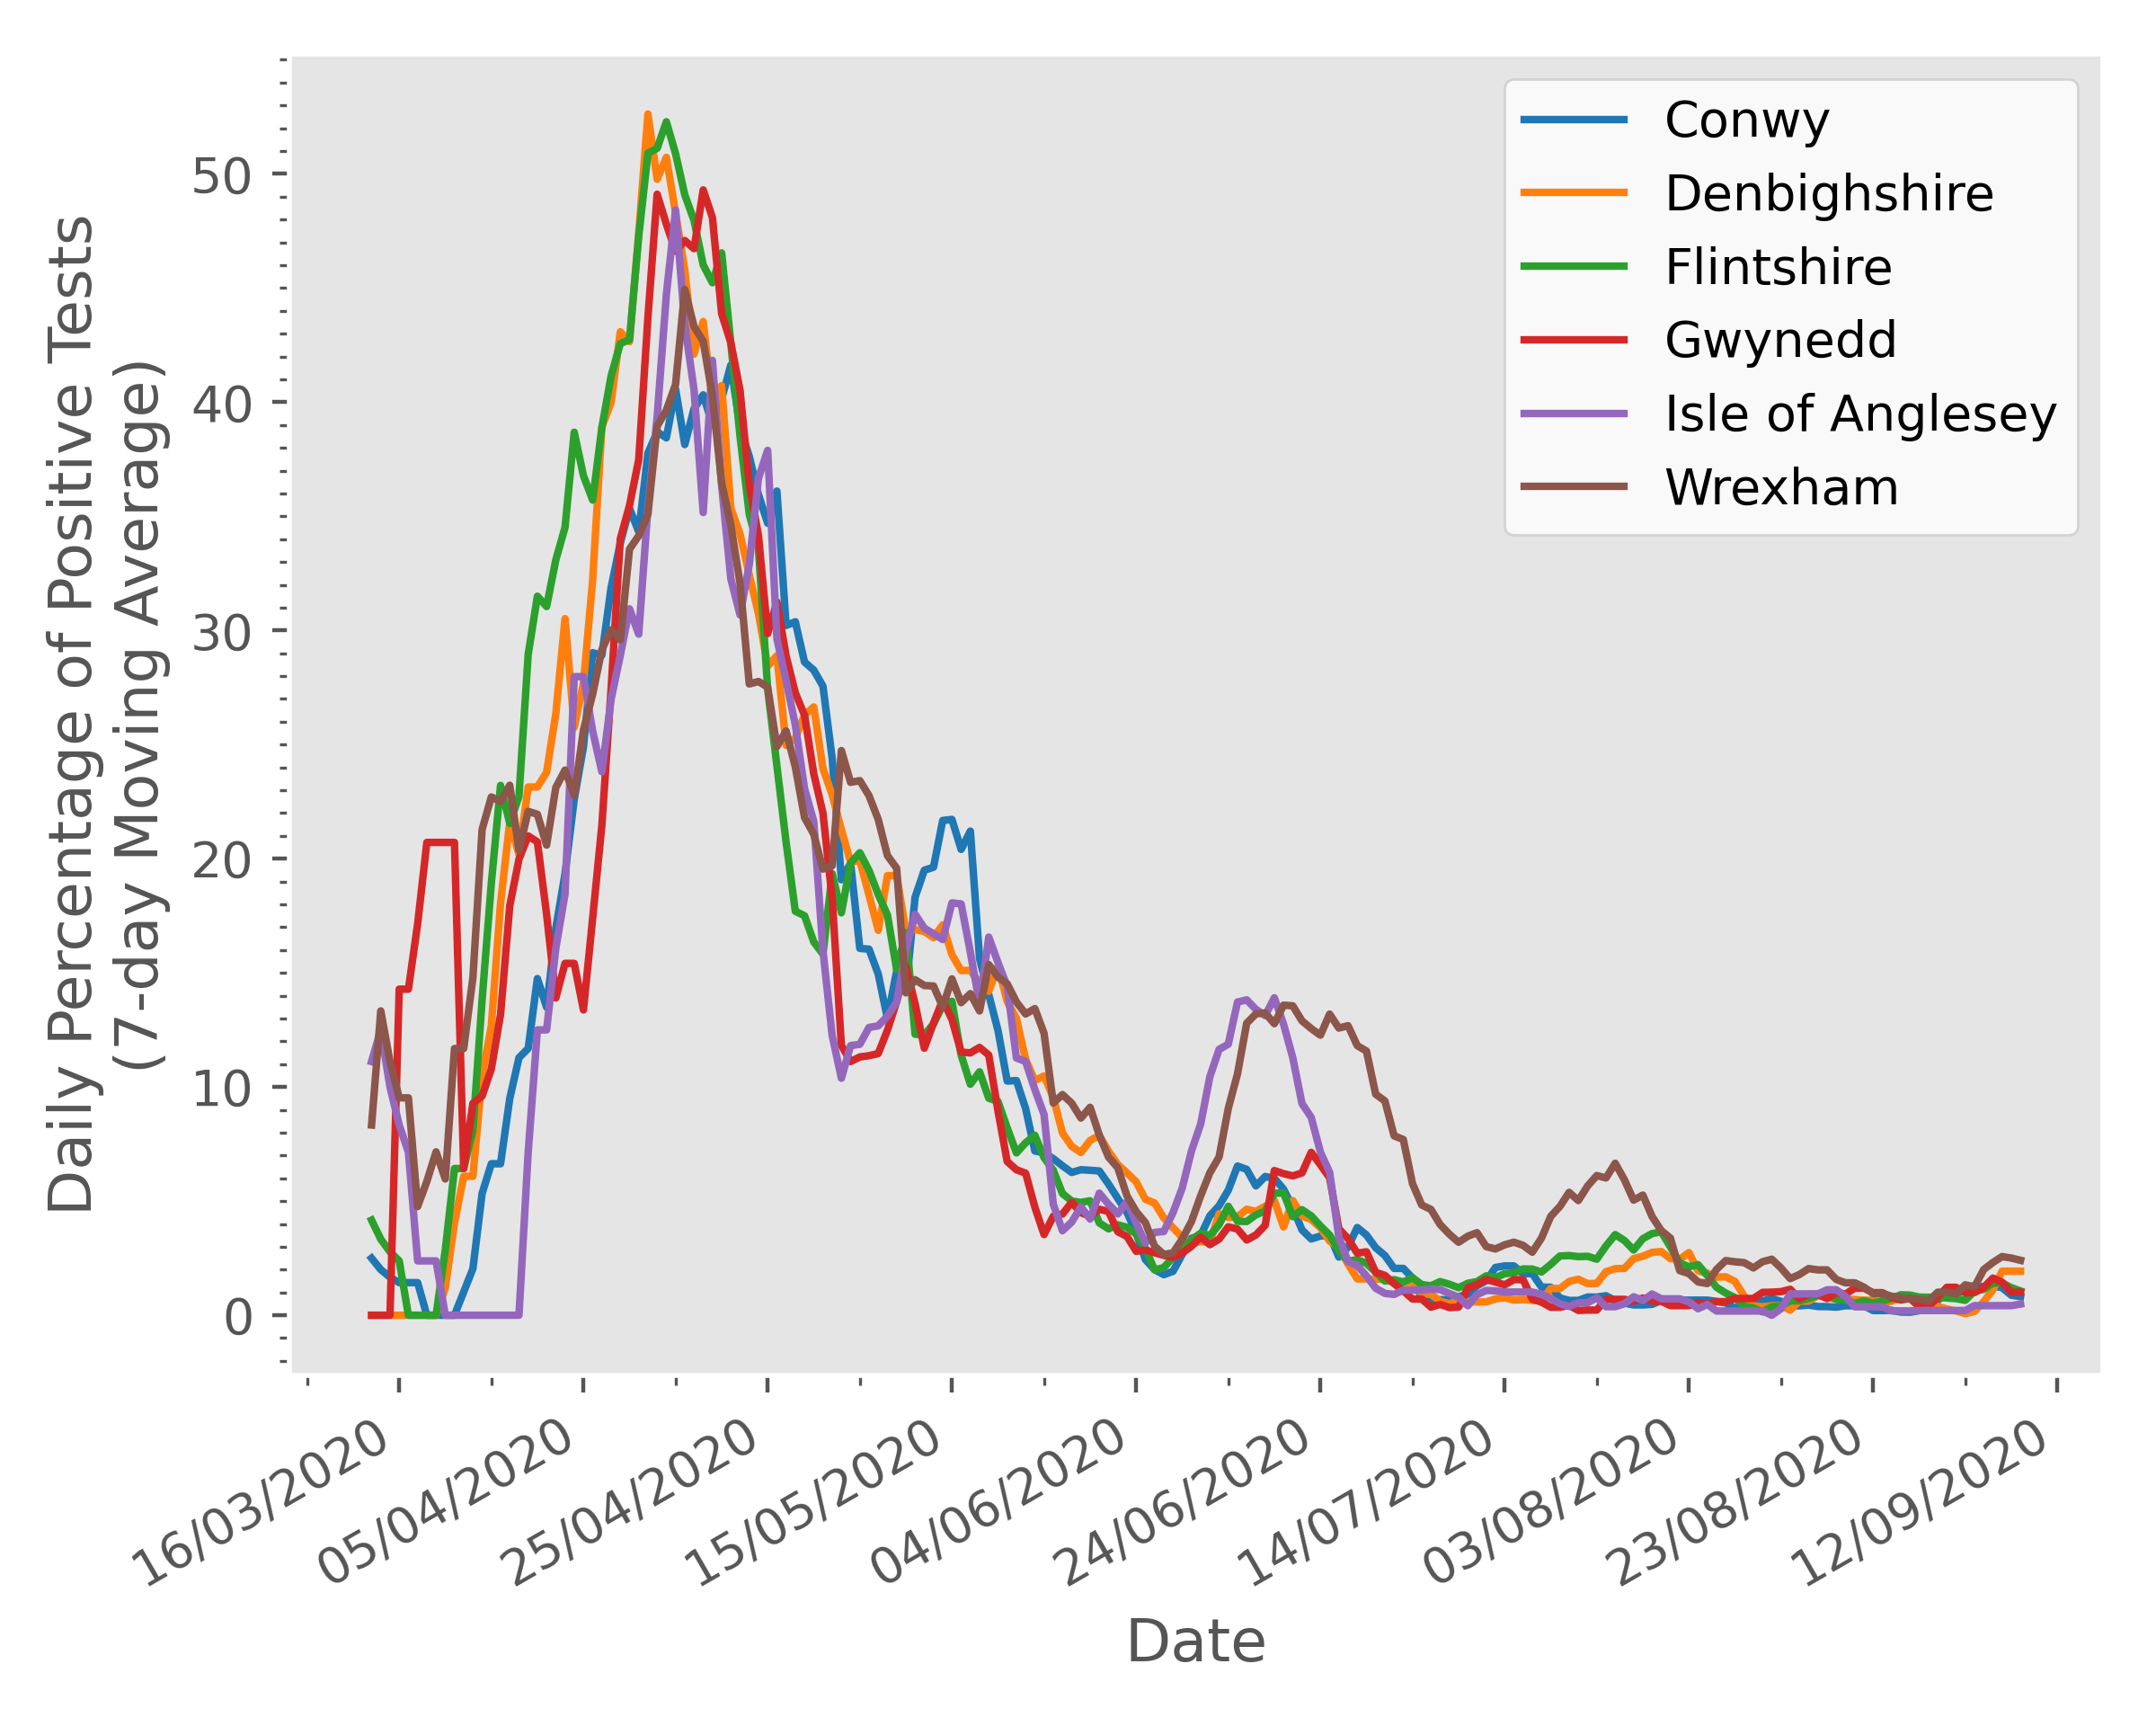 Daily Percentage of Positive Tests
(7-day Moving Average)
50
40
30
20
10
0
Conwy
Denbighshire
Flintshire
Gwynedd
Isle of Anglesey
Wrexham
16/03/2020
05/04/2020
25/04/2020
15/05/2020
04/06/2020
24/06/2020
14/07/2020
03/08/2020
23/08/2020
12/09/2020
Date